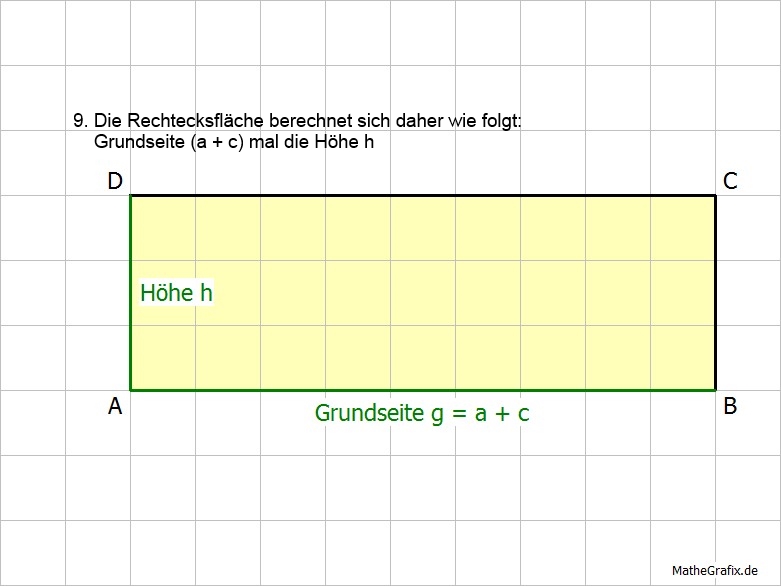 9. Die Rechtecksfläche berechnet sich daher wie folgt:
Grundseite (a + c) mal die Höhe h
D
C
Höhe h
A
B
Grundseite g = a + c
MatheGrafix.de